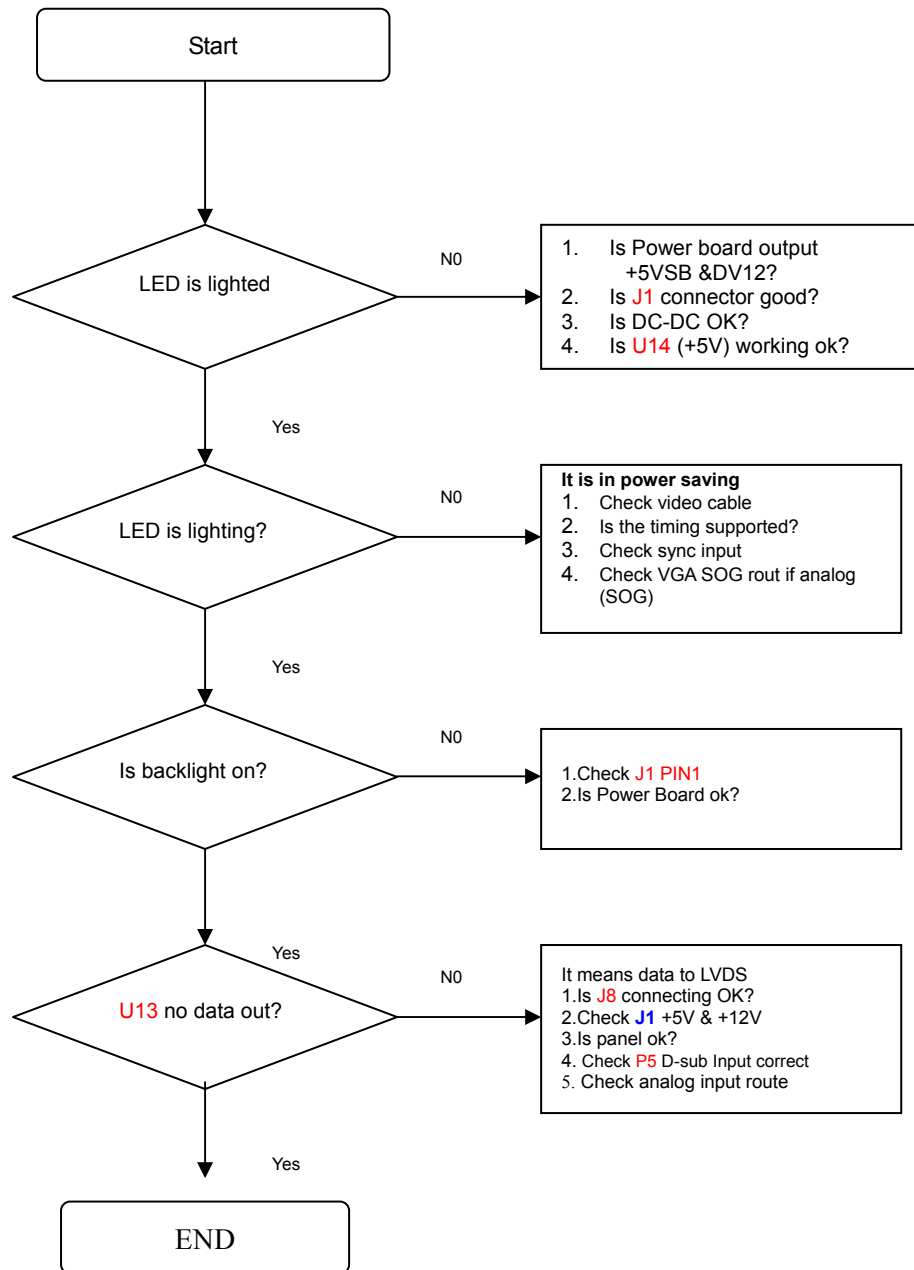 Start
LED is lighted
N0
1. Is Power board output
+5VSB &DV12?
2. Is J1 connector good?
3. Is DC-DC OK?
4. Is U14 (+5V) working ok?
Yes
LED is lighting?
N0
It is in power saving
1. Check video cable
2. Is the timing supported?
3. Check sync input
4. Check VGA SOG rout if analog
(SOG)
Yes
Is backlight on?
N0
1.Check J1 PIN1
2.Is Power Board ok?
Yes
U13 no data out?
N0
It means data to LVDS
1.Is J8 connecting OK?
2.Check J1 +5V & +12V
3.Is panel ok?
4. Check P5 D-sub Input correct
5. Check analog input route
Yes
END